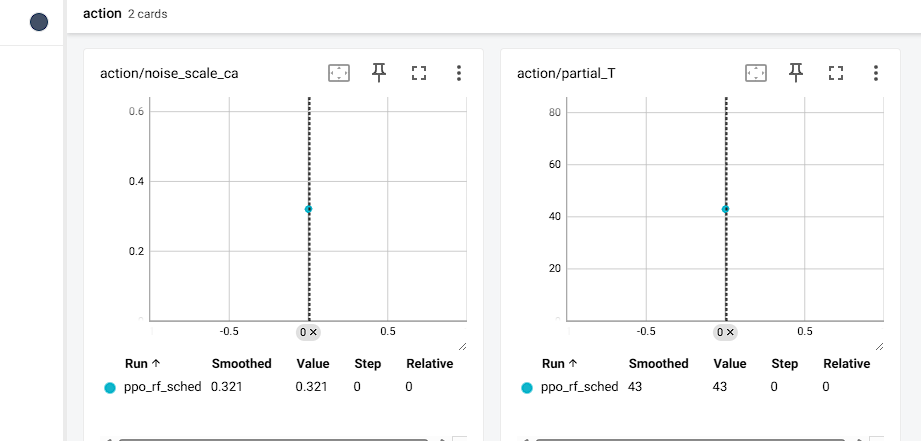 action 2 cards
action/noise_scale_ca
0.6
0.4
0.2
-0.5 0 × 0.5
Run ↑ Smoothed Value Step Relative
ppo_rf_sched 0.321 0.321 0 0
action/partial_T
80
60
40
20
-0.5 0 × 0.5
Run ↑ Smoothed Value Step Relative
ppo_rf_sched 43 43 0 0